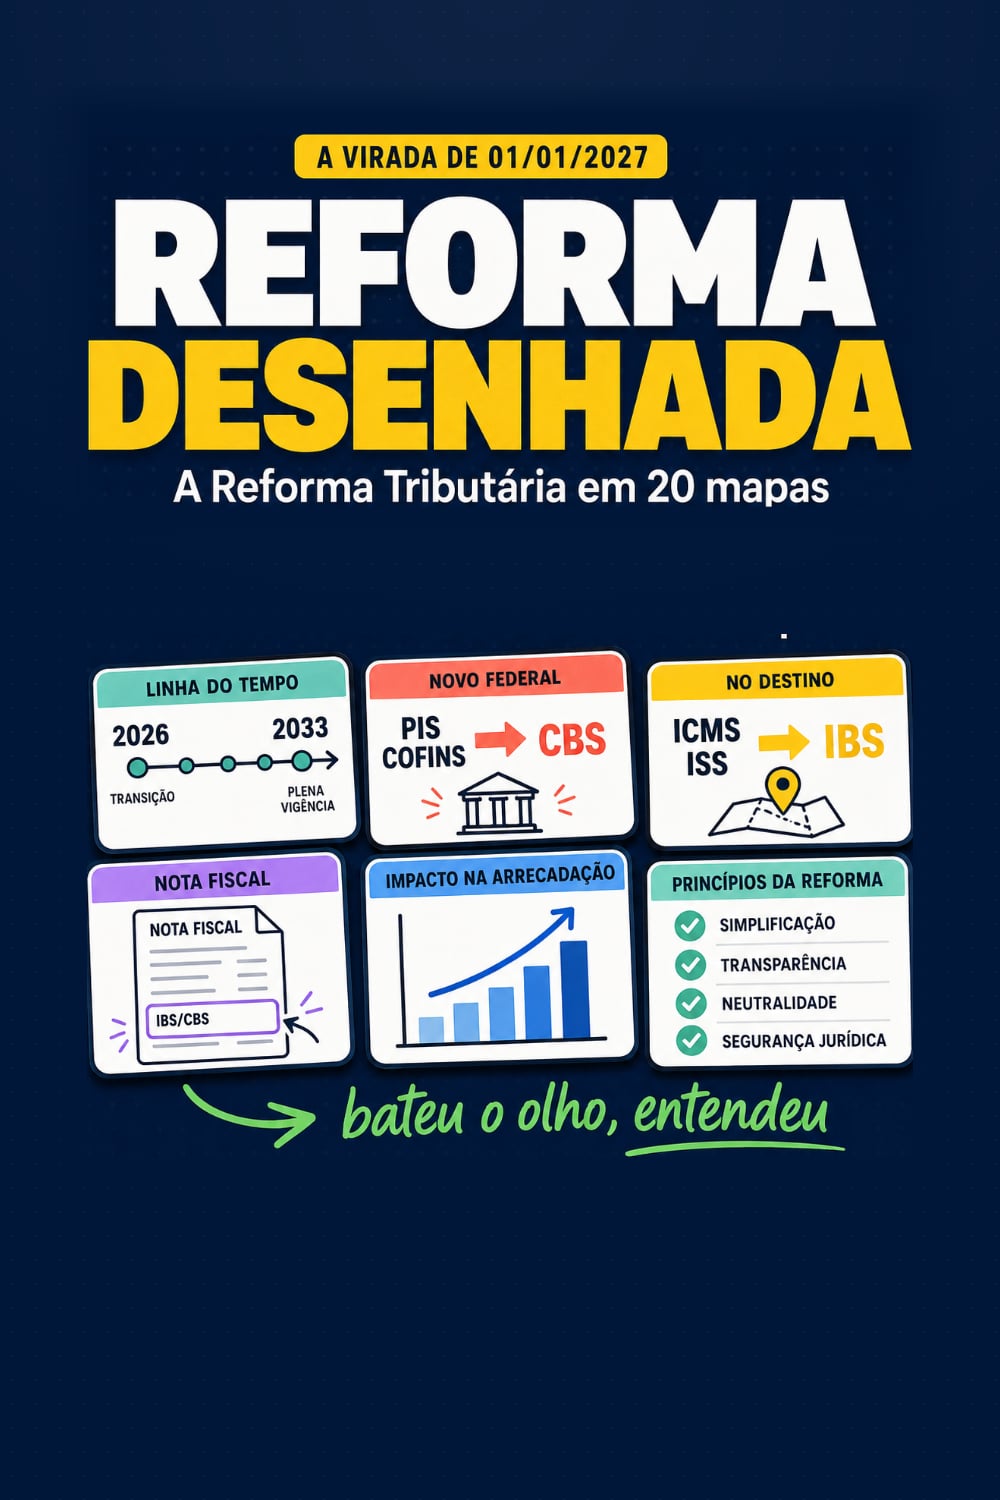 A VIRADA DE 01/01/2027
REFORMA
DESENHADA
A Reforma Tributária em 20 mapas
LINHA DO TEMPO
2026
2033
TRANSIÇÃO
PLENA
VIGÊNCIA
NOVO FEDERAL
PIS
COFINS
CBS
NO DESTINO
ICMS
ISS
IBS
NOTA FISCAL
NOTA FISCAL
IBS/CBS
IMPACTO NA ARRECADAÇÃO
PRINCÍPIOS DA REFORMA
SIMPLIFICAÇÃO
TRANSPARÊNCIA
NEUTRALIDADE
SEGURANÇA JURÍDICA
bateu o olho, entendeu